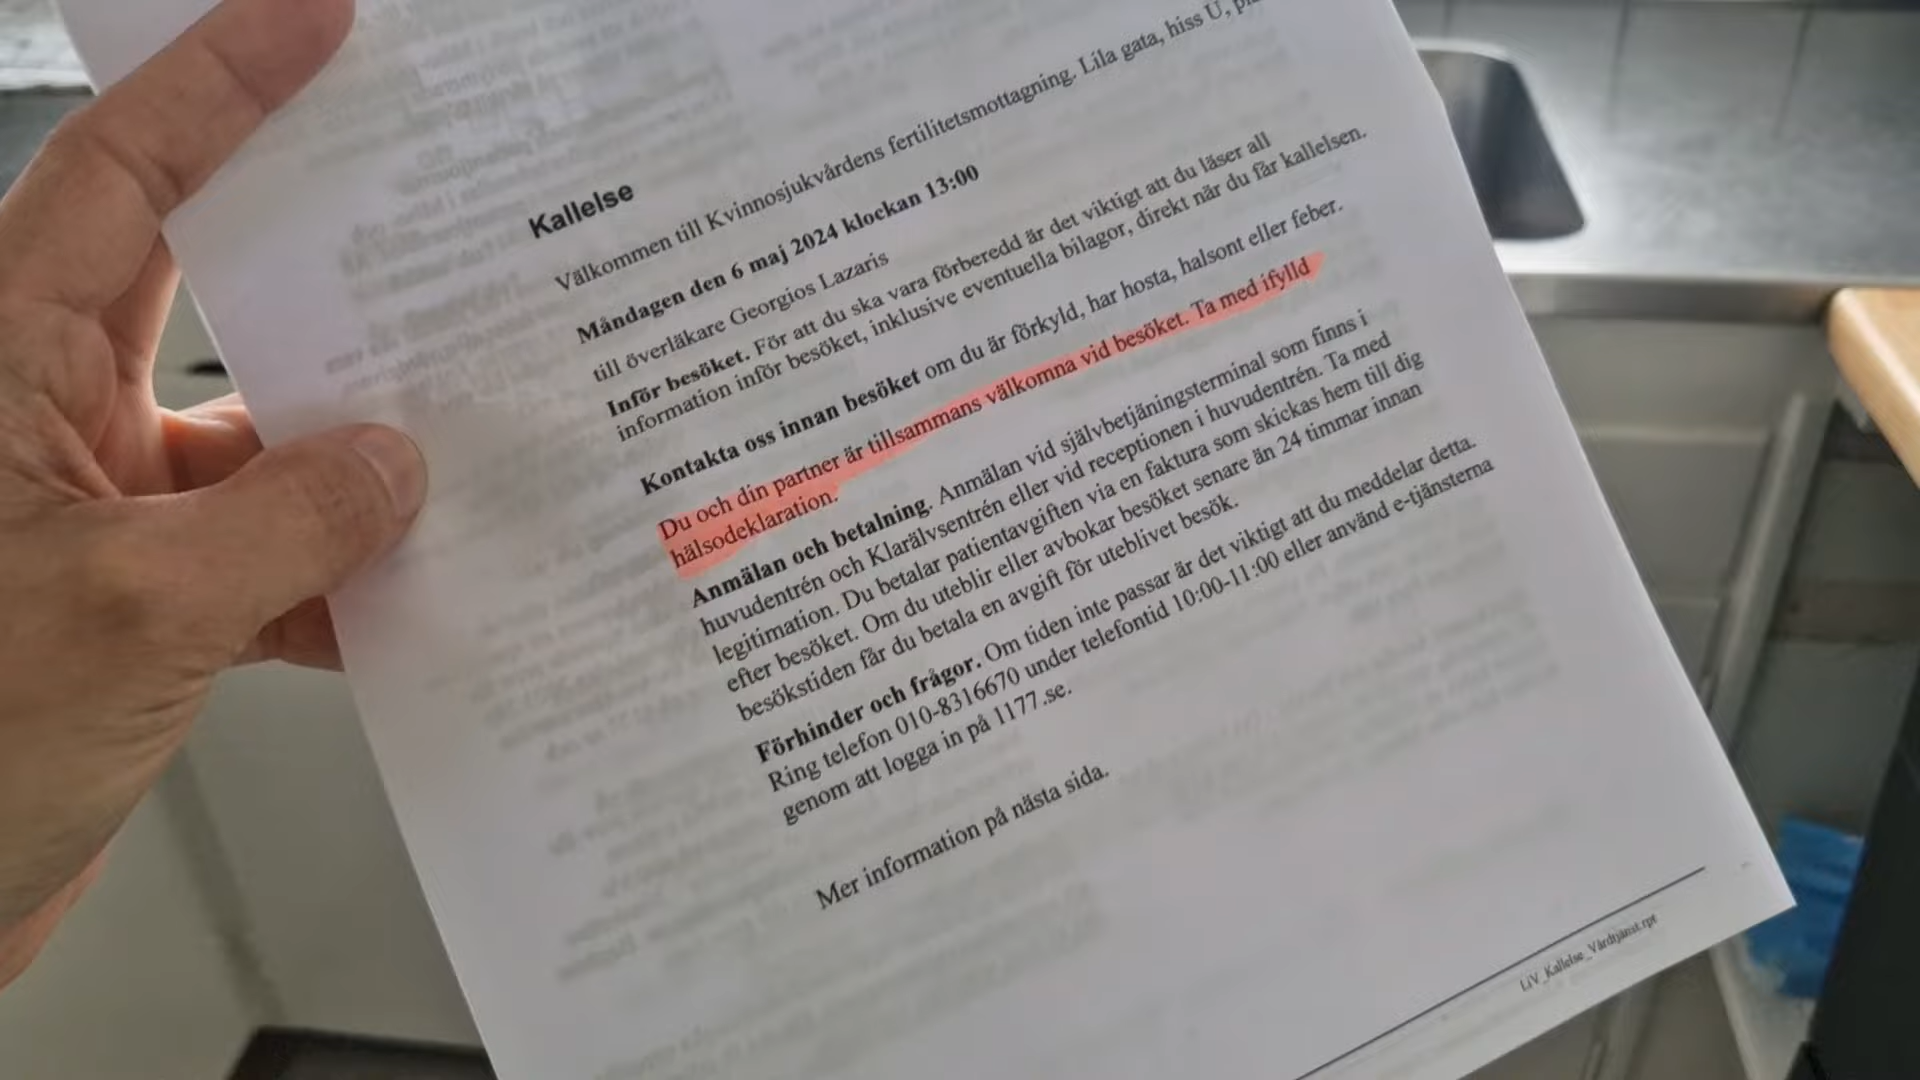 Kallelse
Välkommen till Kvinnosjukvårdens fertilitetsmottagning. Lila gata, hiss U,
Måndagen den 6 maj 2024 klockan 13:00
till överläkare Georgios Lazaris
Inför besöket. För att du ska vara förberedd är det viktigt att du läser all
information inför besöket, inklusive eventuella bilagor, direkt när du får kallelsen.
Kontakta oss innan besöket om du är förkyld, har hosta, halsont eller feber.
Du och din partner är tillsammans välkomna vid besöket. Ta med ifylld
hälsodeklaration.
Anmälan och betalning. Anmälan vid självbetjäningsterminal som finns i
huvudentrén och Klarälvsentrén eller vid receptionen i huvudentrén. Ta med
legitimation. Du betalar patientavgiften via en faktura som skickas hem till dig
efter besöket. Om du uteblir eller avbokar besöket senare än 24 timmar innan
besökstiden får du betala en avgift för uteblivet besök.
Förhinder och frågor. Om tiden inte passar är det viktigt att du meddelar detta.
Ring telefon 010-8316670 under telefontid 10:00-11:00 eller använd e-tjänsterna
genom att logga in på 1177.se.
Mer information på nästa sida.
LiV_Kallelse_Vårdtjänst.rpt